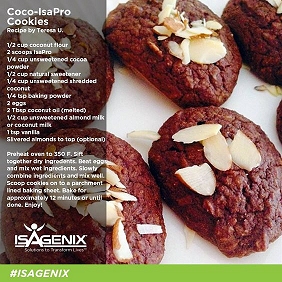 Coco-IsaPro
Cookies
Recipe by Teresa U.
1/2 cup coconut flour
2 scoops IsaPro
1/4 cup unsweetened cocoa
powder
1/2 cup natural sweetener
1/4 cup unsweetened shredded
coconut
1/4 tsp baking powder
2 eggs
2 Tbsp coconut oil (melted)
1/2 cup unsweetened almond milk
or coconut milk
1 tsp vanilla
Slivered almonds to top (optional)
Preheat oven to 350 F. Sift
together dry ingredients. Beat eggs
and mix wet ingredients. Slowly
combine ingredients and mix well.
Scoop cookies on to a parchment
lined baking sheet. Bake for
approximately 12 minutes or until
done. Enjoy!
ISAGENIX
Solutions to Transform Lives™
#ISAGENIX